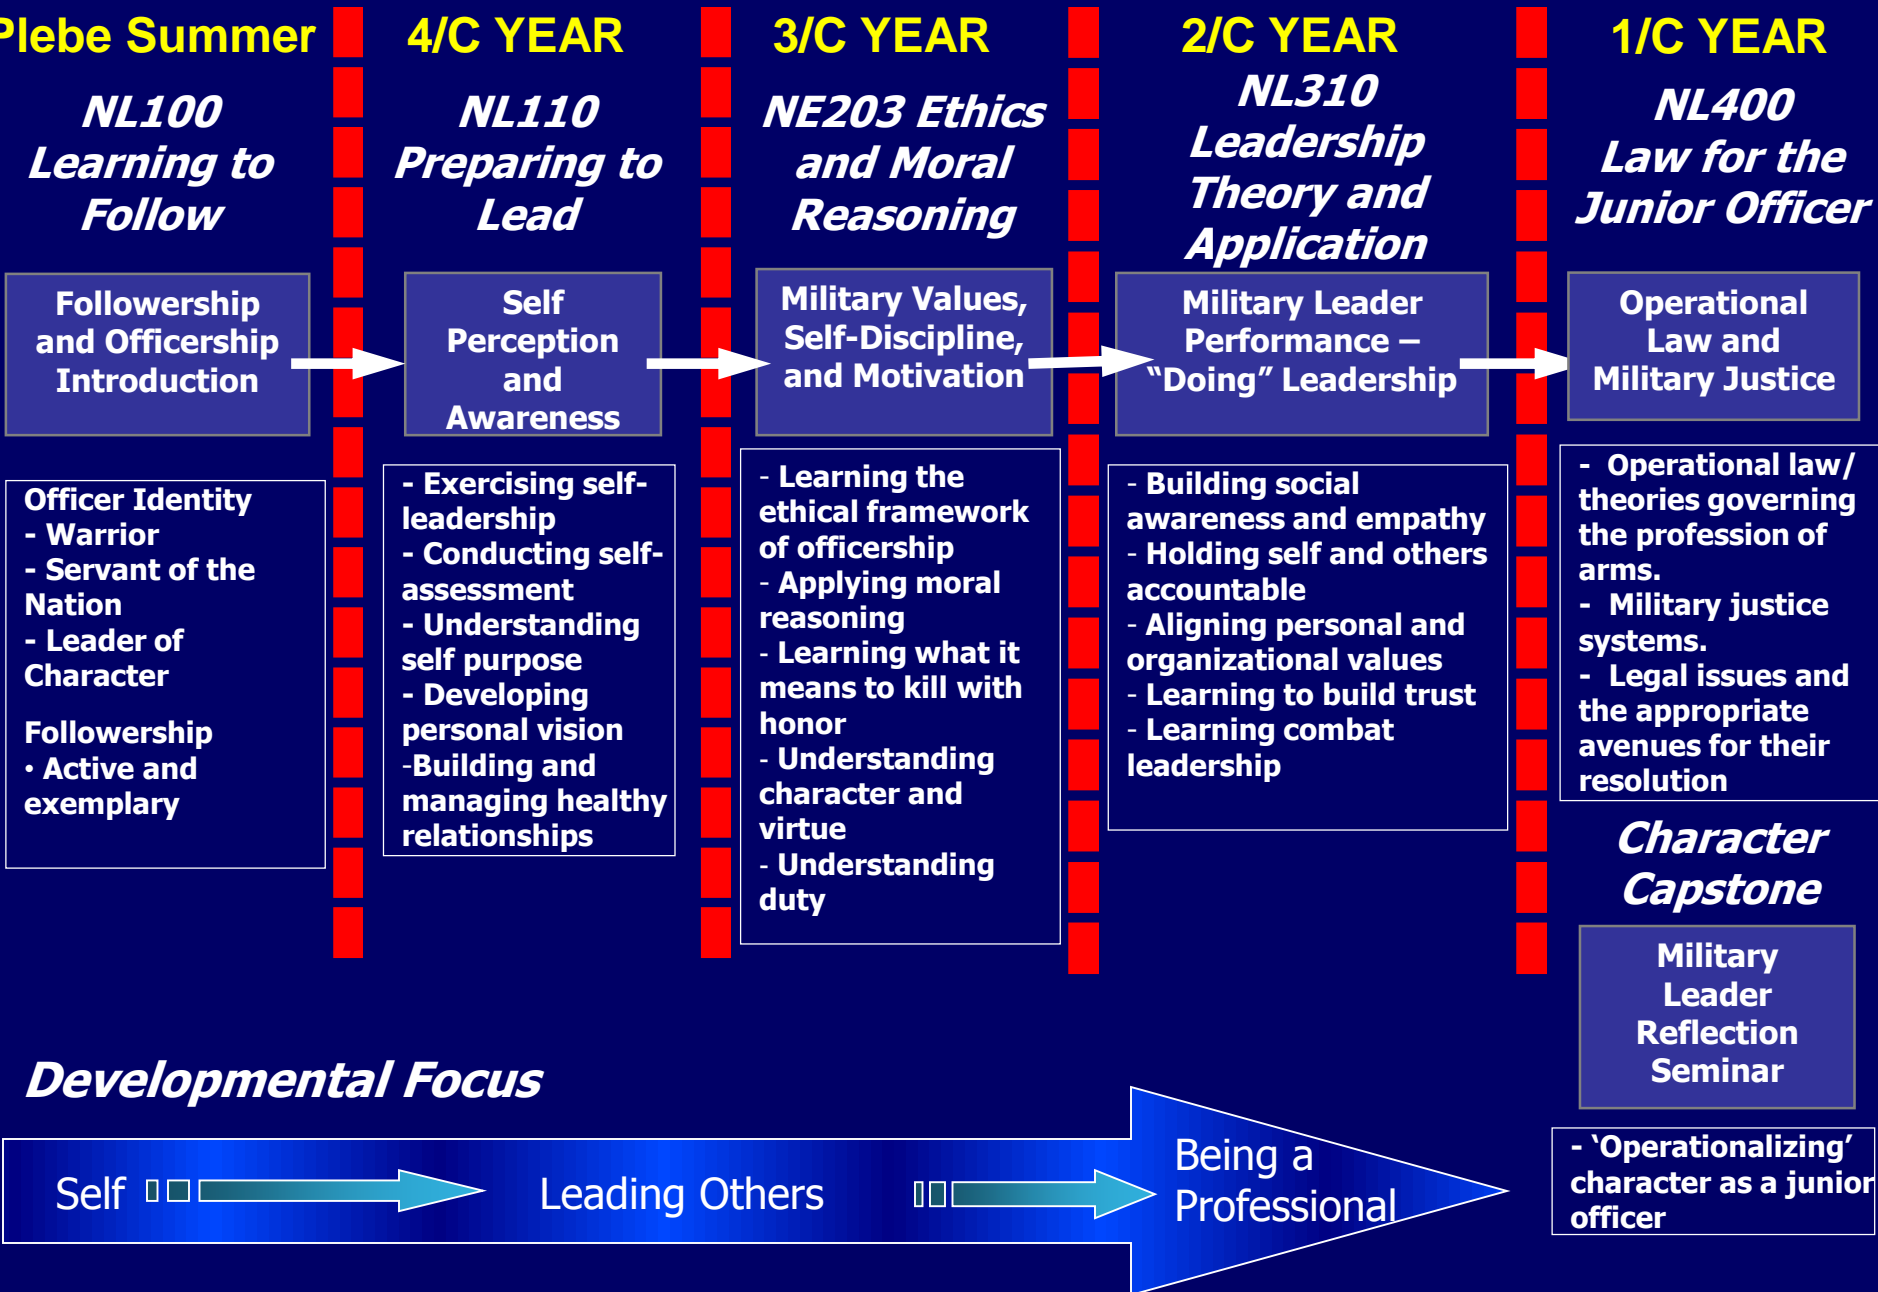 Plebe Summer
NL100
Learning to
Follow
Followership
and Officership
Introduction
Officer Identity
- Warrior
- Servant of the
Nation
- Leader of
Character
Followership
• Active and
exemplary
4/C YEAR
NL110
Preparing to
Lead
Self
Perception
and
Awareness
- Exercising self-
leadership
- Conducting self-
assessment
- Understanding
self purpose
- Developing
personal vision
-Building and
managing healthy
relationships
3/C YEAR
NE203 Ethics
and Moral
Reasoning
Military Values,
Self-Discipline,
and Motivation
- Learning the
ethical framework
of officership
- Applying moral
reasoning
- Learning what it
means to kill with
honor
- Understanding
character and
virtue
- Understanding
duty
2/C YEAR
NL310
Leadership
Theory and
Application
Military Leader
Performance –
“Doing” Leadership
- Building social
awareness and empathy
- Holding self and others
accountable
- Aligning personal and
organizational values
- Learning to build trust
- Learning combat
leadership
1/C YEAR
NL400
Law for the
Junior Officer
Operational
Law and
Military Justice
- Operational law/
theories governing
the profession of
arms.
- Military justice
systems.
- Legal issues and
the appropriate
avenues for their
resolution
Character
Capstone
Military
Leader
Reflection
Seminar
- ‘Operationalizing’
character as a junior
officer
Developmental Focus
Self
Leading Others
Being a
Professional